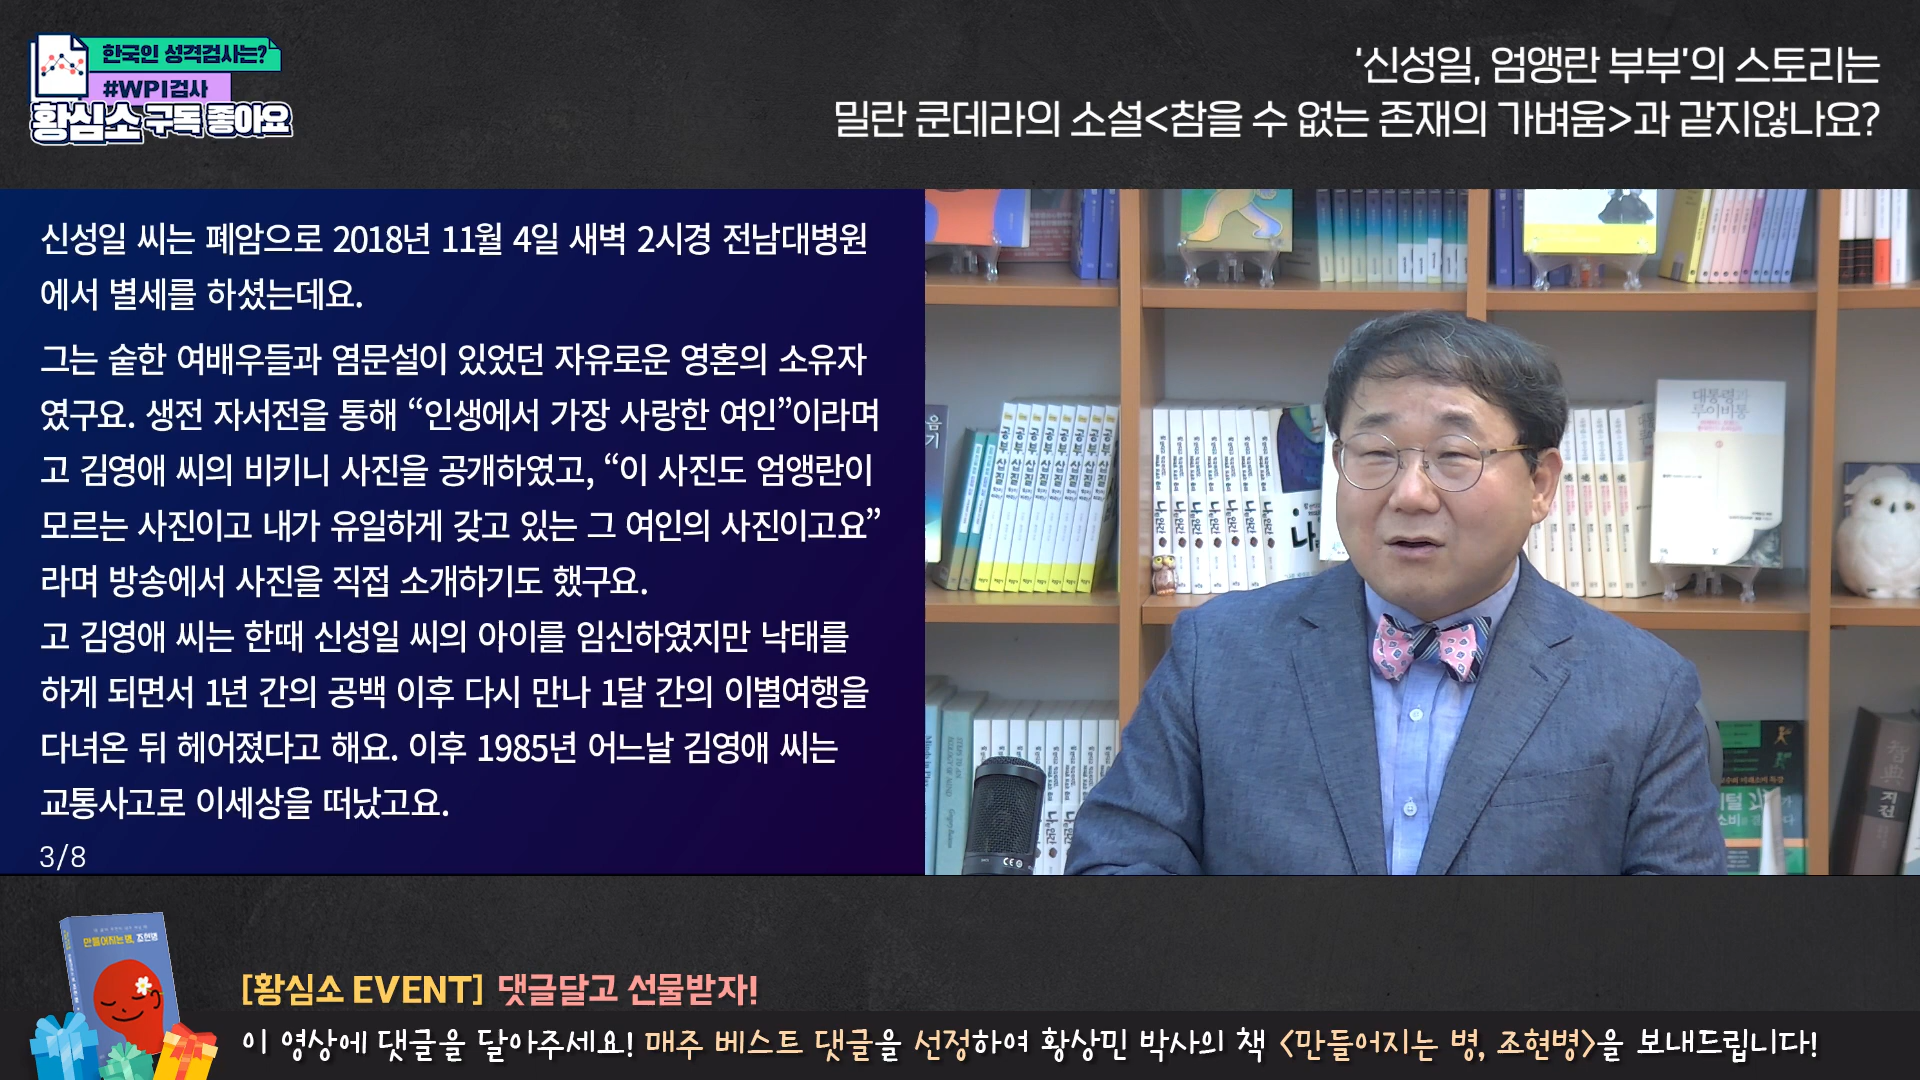 한국인 성격검사는?
#WPI검사
황심소 구독 좋아요
‘신성일, 엄앵란 부부’의 스토리는
밀란 쿤데라의 소설<참을 수 없는 존재의 가벼움>과 같지않나요?
신성일 씨는 폐암으로 2018년 11월 4일 새벽 2시경 전남대병원
에서 별세를 하셨는데요.
그는 숱한 여배우들과 염문설이 있었던 자유로운 영혼의 소유자
였구요. 생전 자서전을 통해 “인생에서 가장 사랑한 여인”이라며
고 김영애 씨의 비키니 사진을 공개하였고, “이 사진도 엄앵란이
모르는 사진이고 내가 유일하게 갖고 있는 그 여인의 사진이고요”
라며 방송에서 사진을 직접 소개하기도 했구요.
고 김영애 씨는 한때 신성일 씨의 아이를 임신하였지만 낙태를
하게 되면서 1년 간의 공백 이후 다시 만나 1달 간의 이별여행을
다녀온 뒤 헤어졌다고 해요. 이후 1985년 어느날 김영애 씨는
교통사고로 이세상을 떠났고요.
3/8
대통령과
루이비통
만들어지는 병, 조현병
[황심소 EVENT] 댓글달고 선물받자!
이 영상에 댓글을 달아주세요! 매주 베스트 댓글을 선정하여 황상민 박사의 책 <만들어지는 병, 조현병>을 보내드립니다!